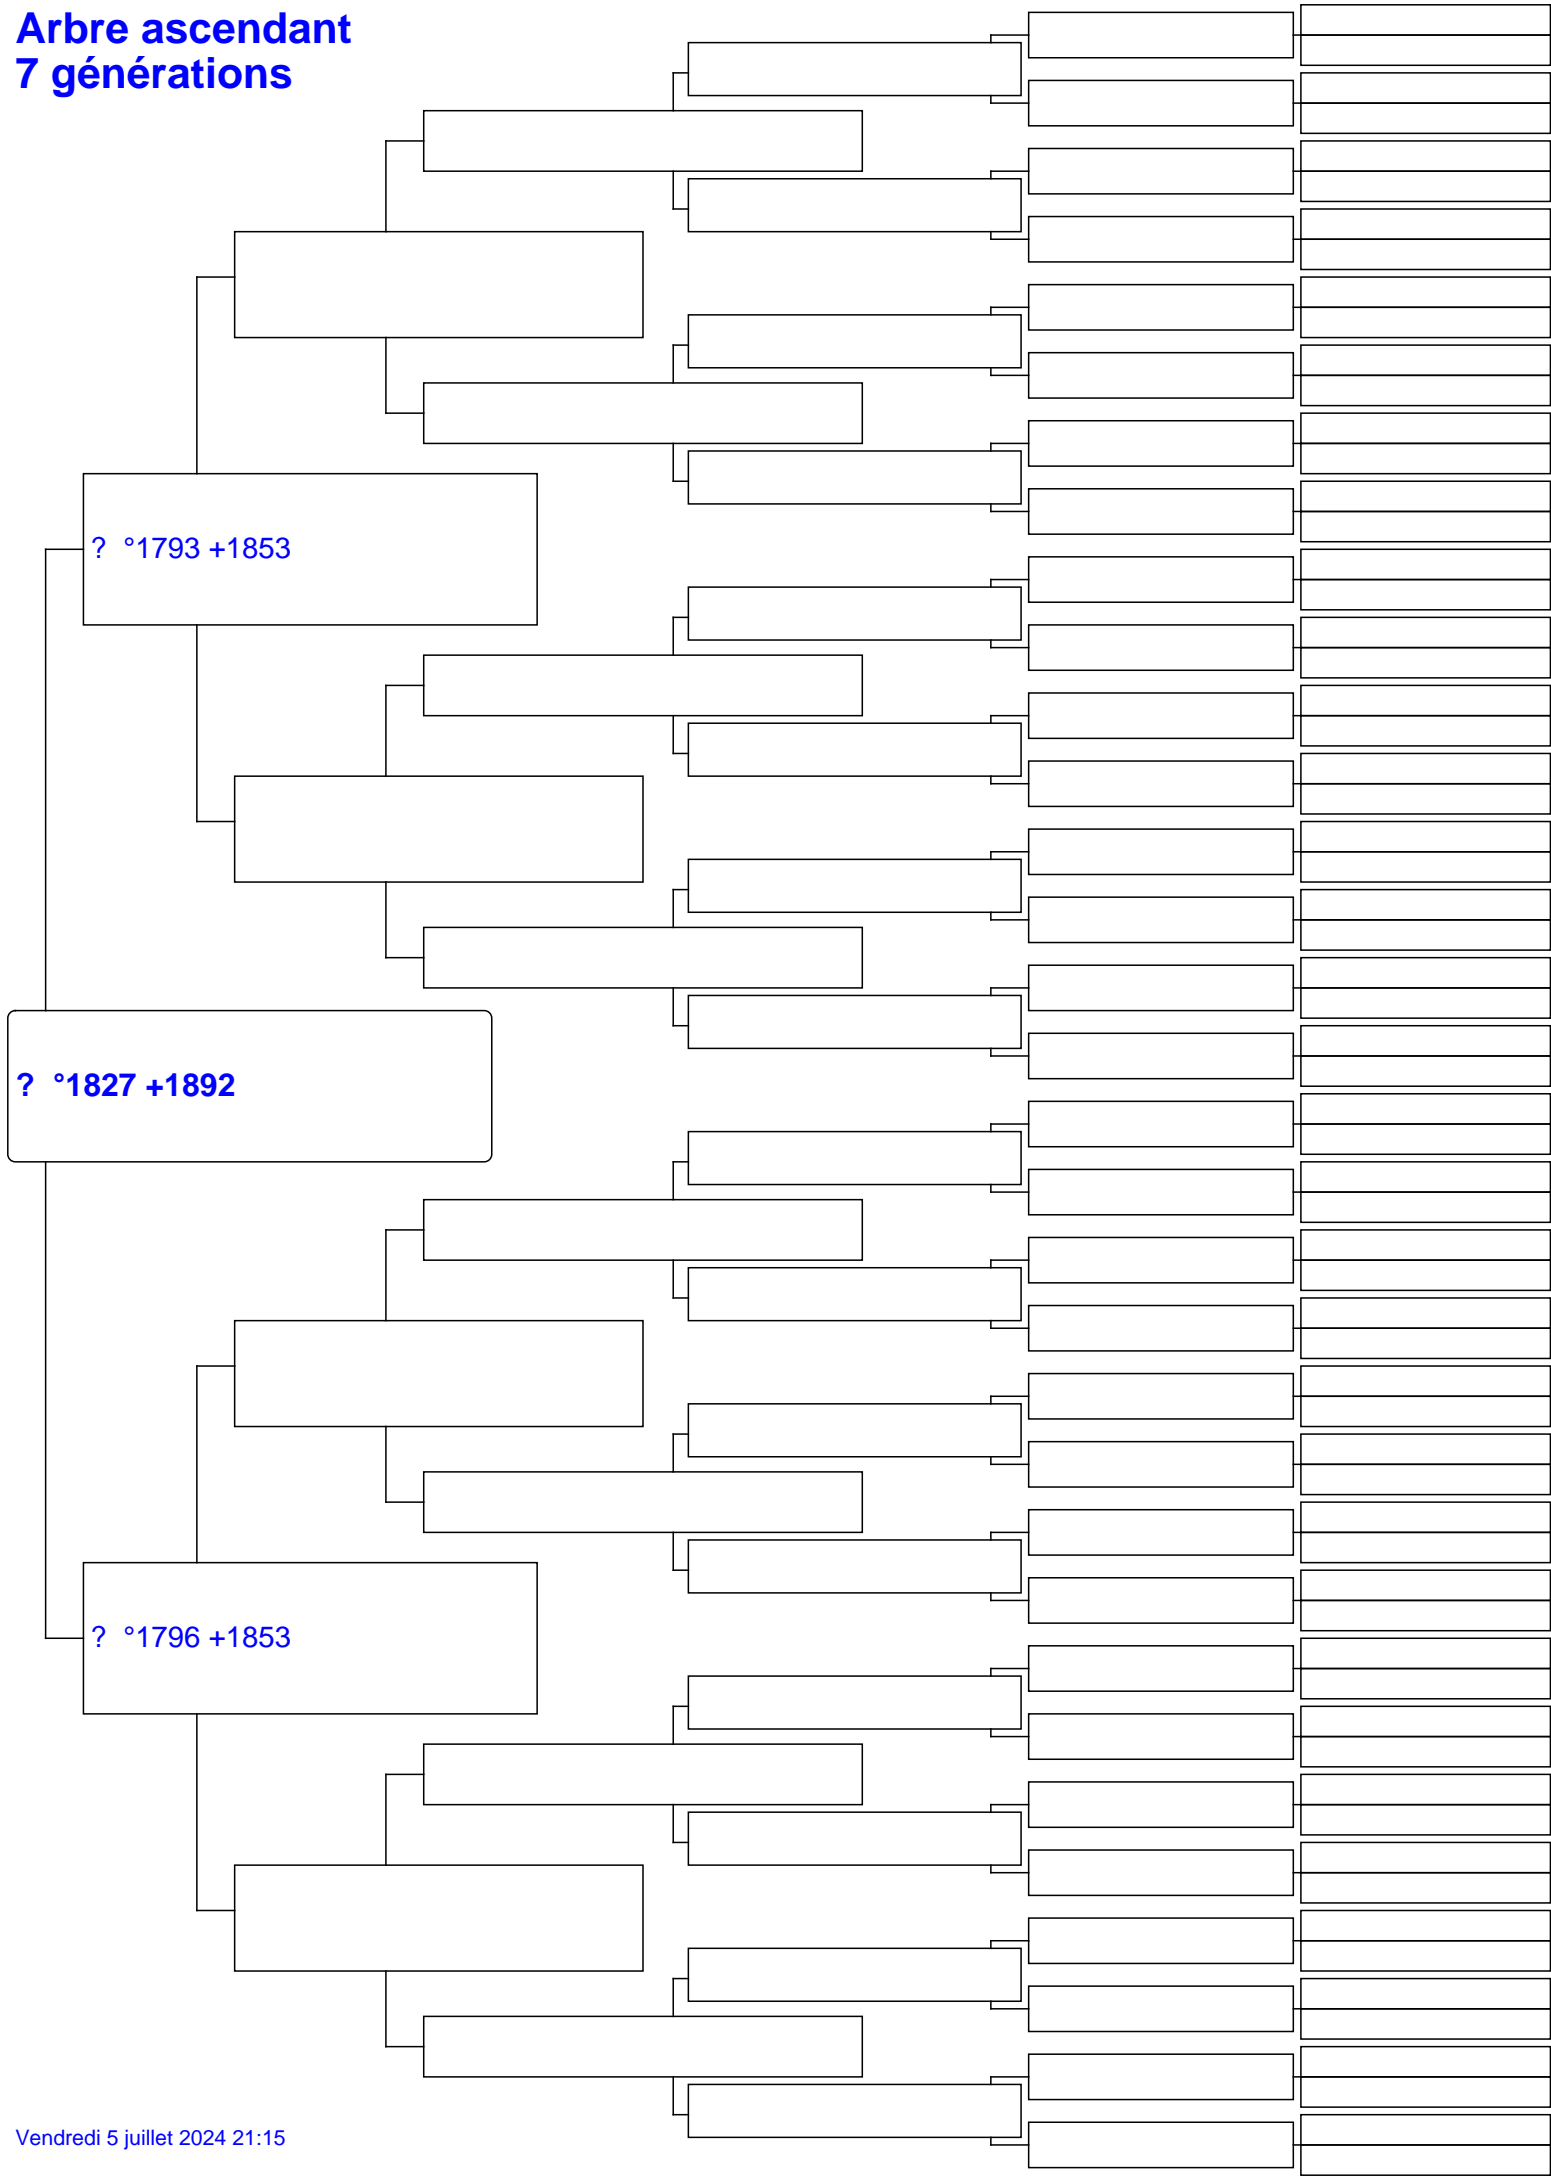 Arbre ascendant
7 générations
? °1793 +1853
? °1827 +1892
? °1796 +1853
Vendredi 5 juillet 2024 21:15